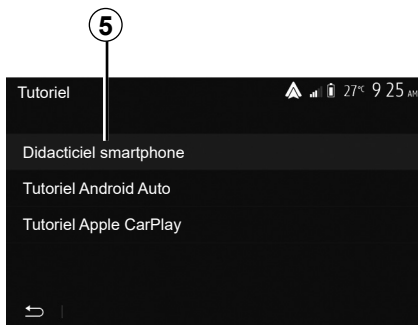 5
Tutoriel 27°C 9 25 AM
Didacticiel smartphone
Tutoriel Android Auto
Tutoriel Apple CarPlay